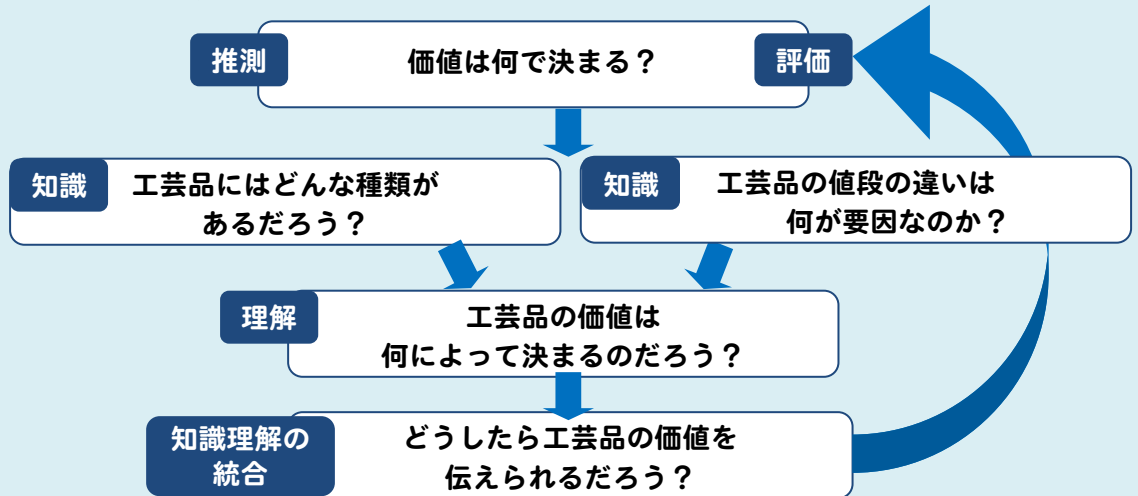 推測
価値は何で決まる？
評価
知識
工芸品にはどんな種類が
あるだろう？
知識
工芸品の値段の違いは
何が要因なのか？
理解
工芸品の価値は
何によって決まるのだろう？
知識理解の
統合
どうしたら工芸品の価値を
伝えられるだろう？